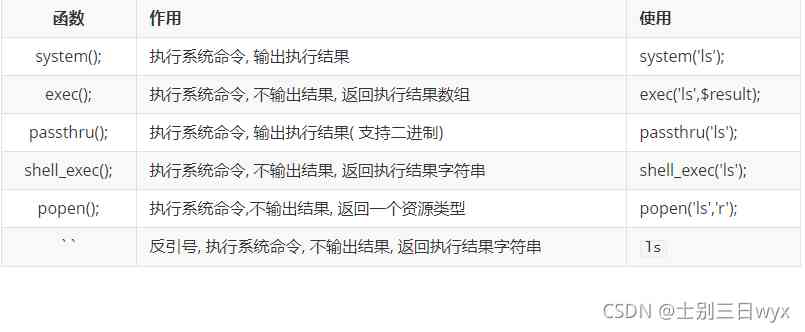 函数 作用 使用
system(); 执行系统命令, 输出执行结果 system('ls');
exec(); 执行系统命令, 不输出结果, 返回执行结果数组 exec('ls',$result);
passthru(); 执行系统命令, 输出执行结果( 支持二进制) passthru('ls');
shell_exec(); 执行系统命令, 不输出结果, 返回执行结果字符串 shell_exec('ls');
popen(); 执行系统命令,不输出结果, 返回一个资源类型 popen('ls','r');
` ` 反引号, 执行系统命令, 不输出结果, 返回执行结果字符串 ls
CSDN @士别三日wyx